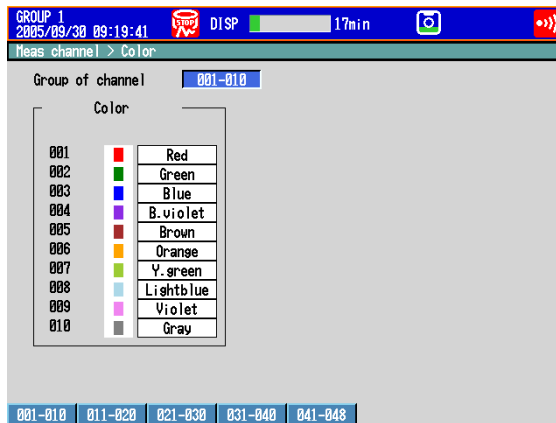 GROUP 1
2005/09/30 09:19:41
STOP
DISP
17min
Meas channel > Color
Group of channel 001-010
Color
001 Red
002 Green
003 Blue
004 B.violet
005 Brown
006 Orange
007 Y.green
008 Lightblue
009 Violet
010 Gray
001-010 011-020 021-030 031-040 041-048